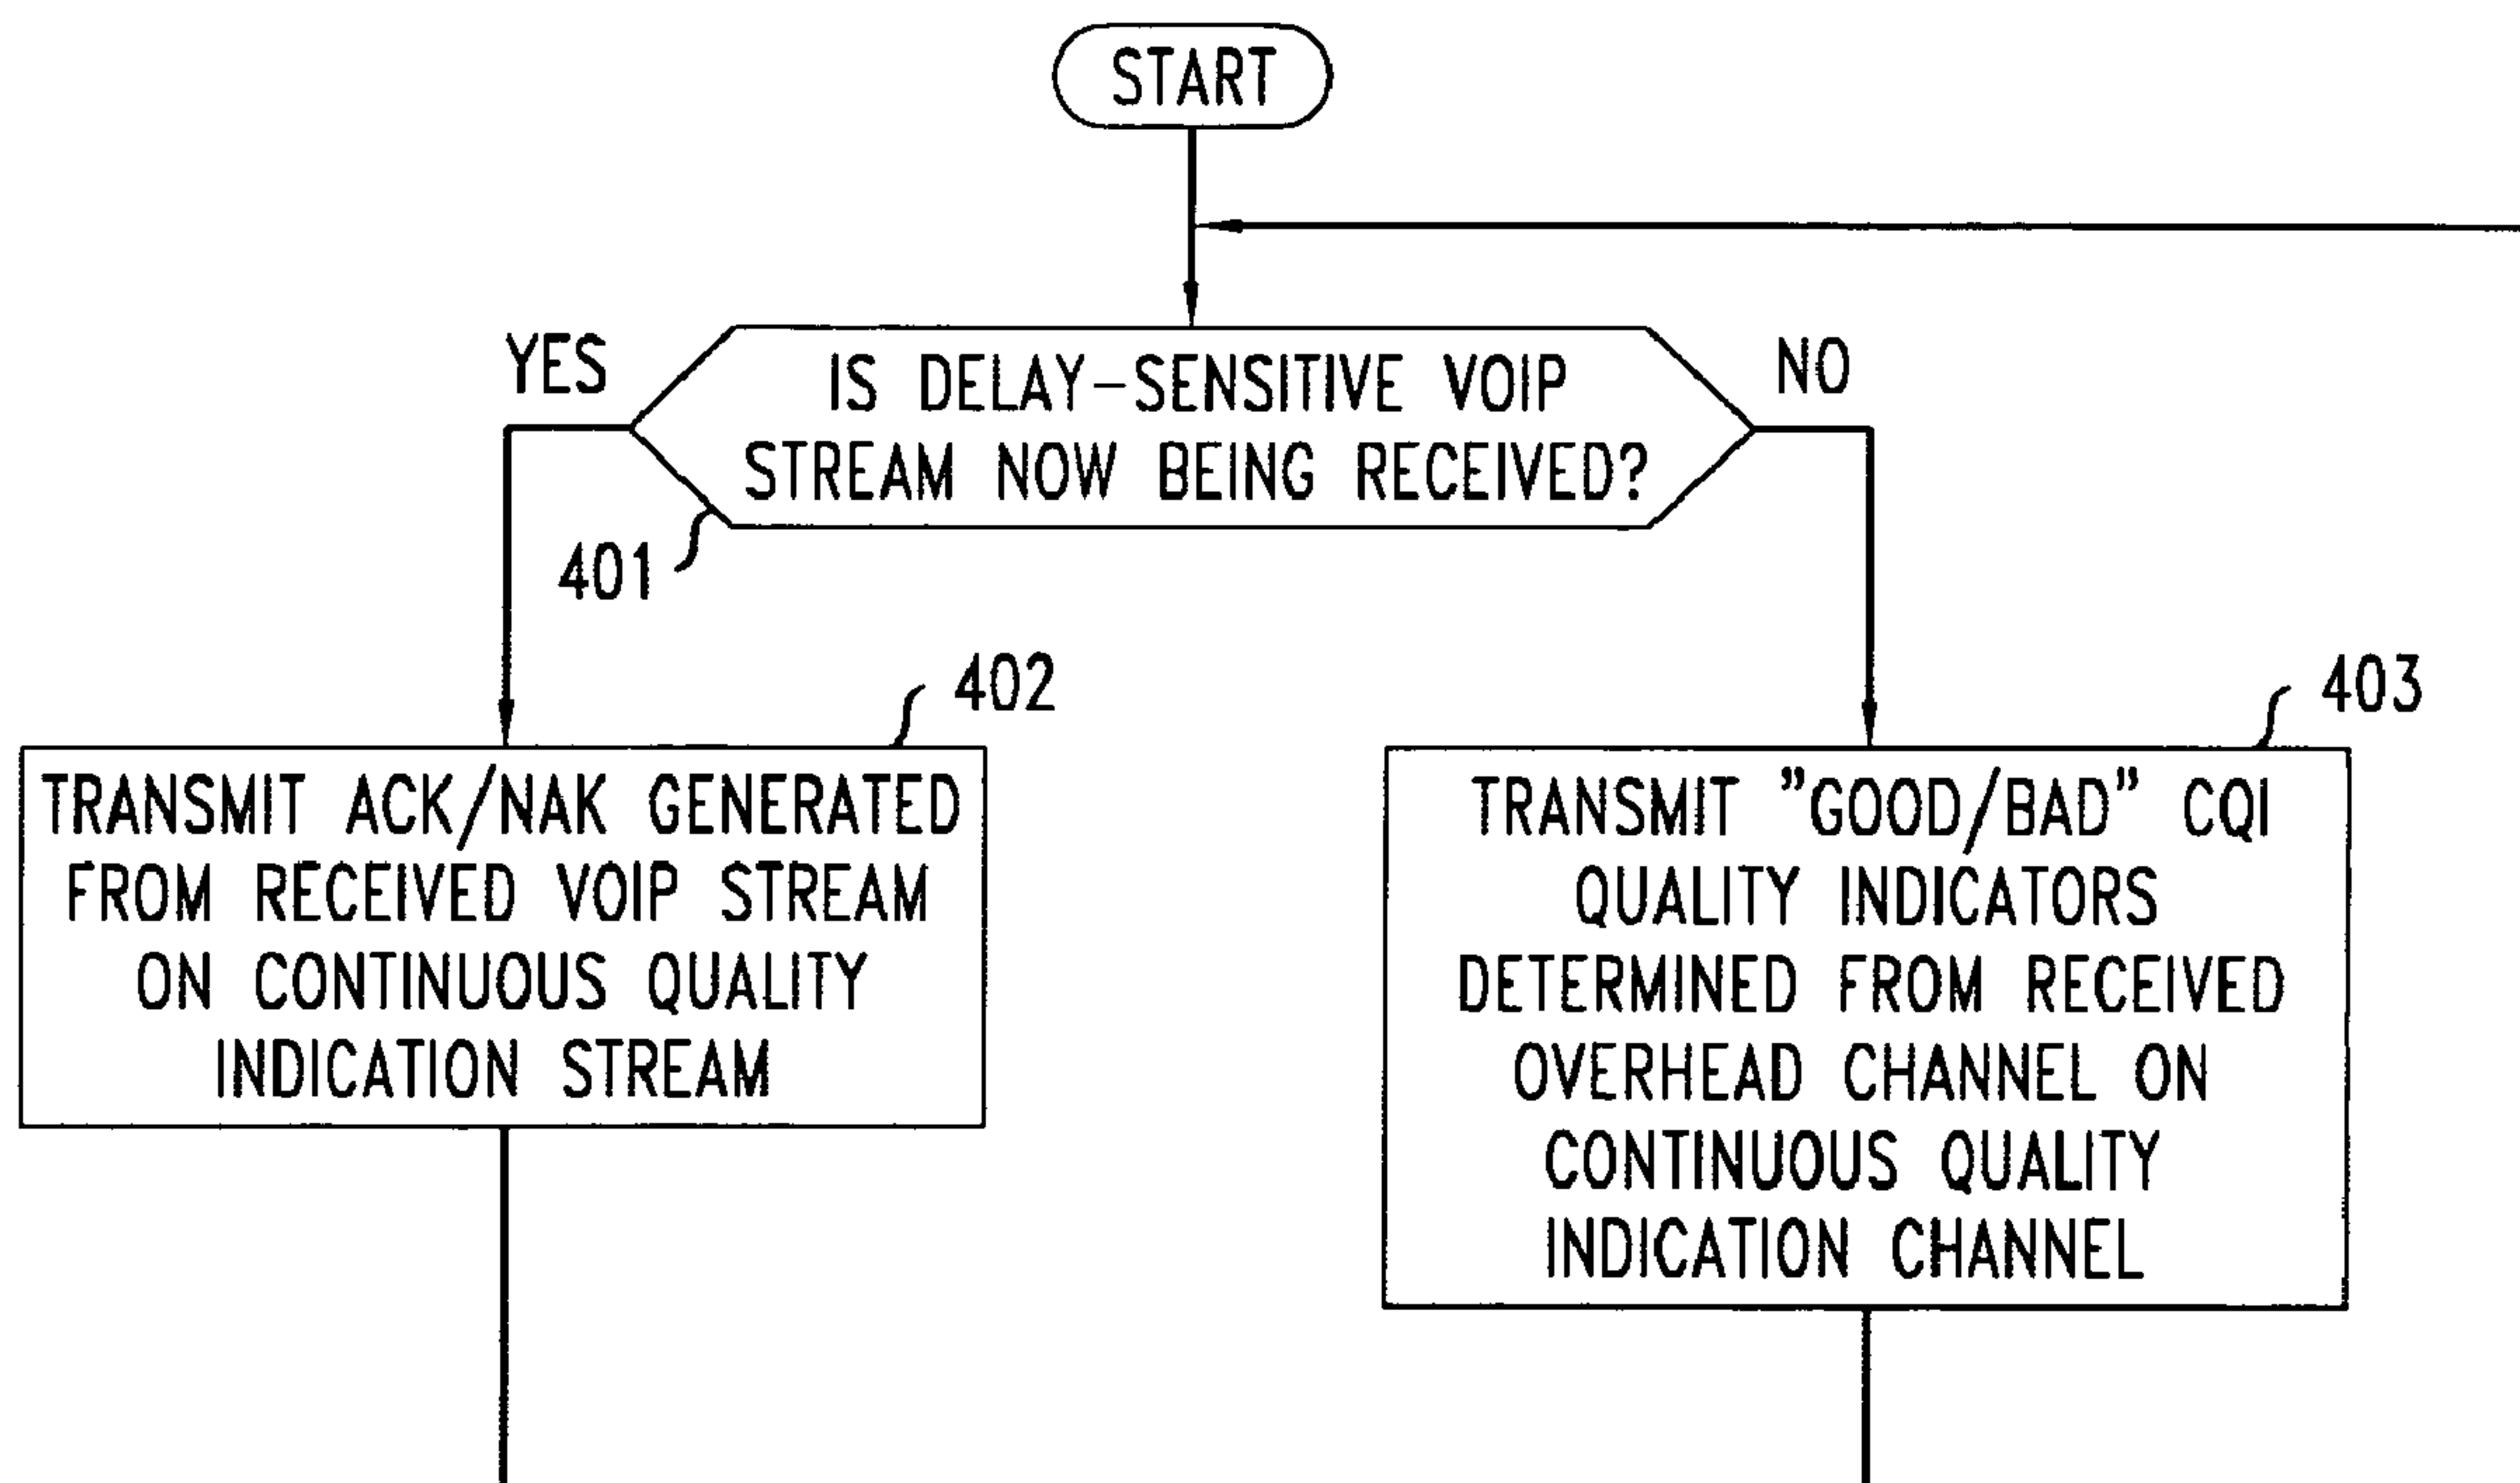 START
YES
IS DELAY-SENSITIVE VOIP
STREAM NOW BEING RECEIVED?
NO
401
402
TRANSMIT ACK/NAK GENERATED
FROM RECEIVED VOIP STREAM
ON CONTINUOUS QUALITY
INDICATION STREAM
403
TRANSMIT "GOOD/BAD" CQI
QUALITY INDICATORS
DETERMINED FROM RECEIVED
OVERHEAD CHANNEL ON
CONTINUOUS QUALITY
INDICATION CHANNEL